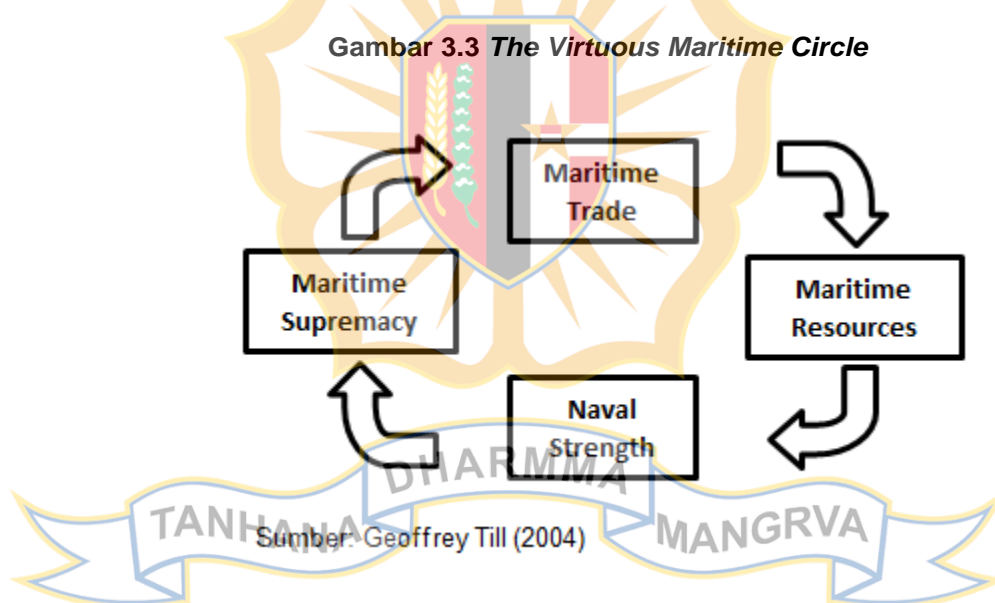 Gambar 3.3 The Virtuous Maritime Circle
Maritime
Trade
Maritime
Supremacy
Maritime
Resources
Naval
Strength
DHARMMA
TANHANA
MANGRVA
Sumber: Geoffrey Till (2004)